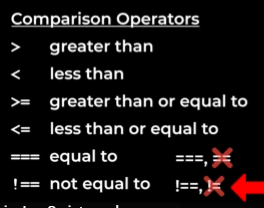 Comparison Operators
> greater than
< less than
>= greater than or equal to
<= less than or equal to
=== equal to ===, ==
!== not equal to !==, !=